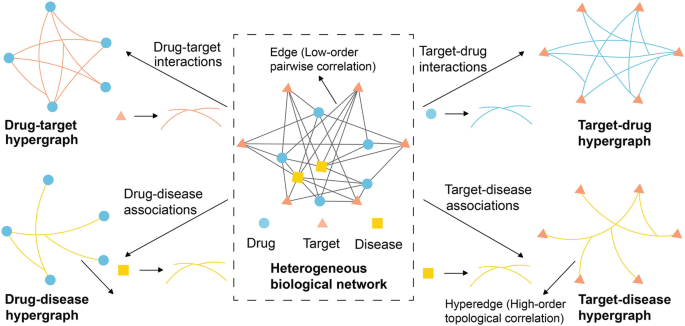 Drug-target
interactions
Drug-target
hypergraph
Edge (Low-order
pairwise correlation)
Target-drug
interactions
Target-drug
hypergraph
Drug-disease
associations
Drug-disease
hypergraph
Drug
Target
Disease
Heterogeneous
biological network
Target-disease
associations
Hyperedge (High-order
topological correlation)
Target-disease
hypergraph